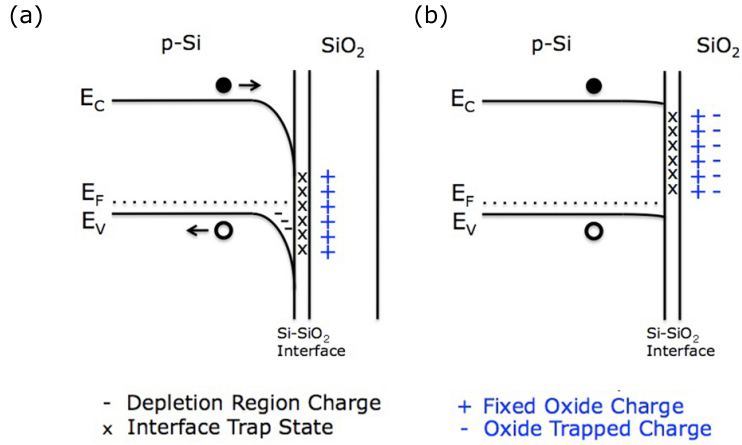 (a)
p-Si SiO2
EC
EF
EV
Si-SiO2
Interface
(b)
p-Si SiO2
EC
EF
EV
Si-SiO2
Interface
- Depletion Region Charge
x Interface Trap State
+ Fixed Oxide Charge
- Oxide Trapped Charge